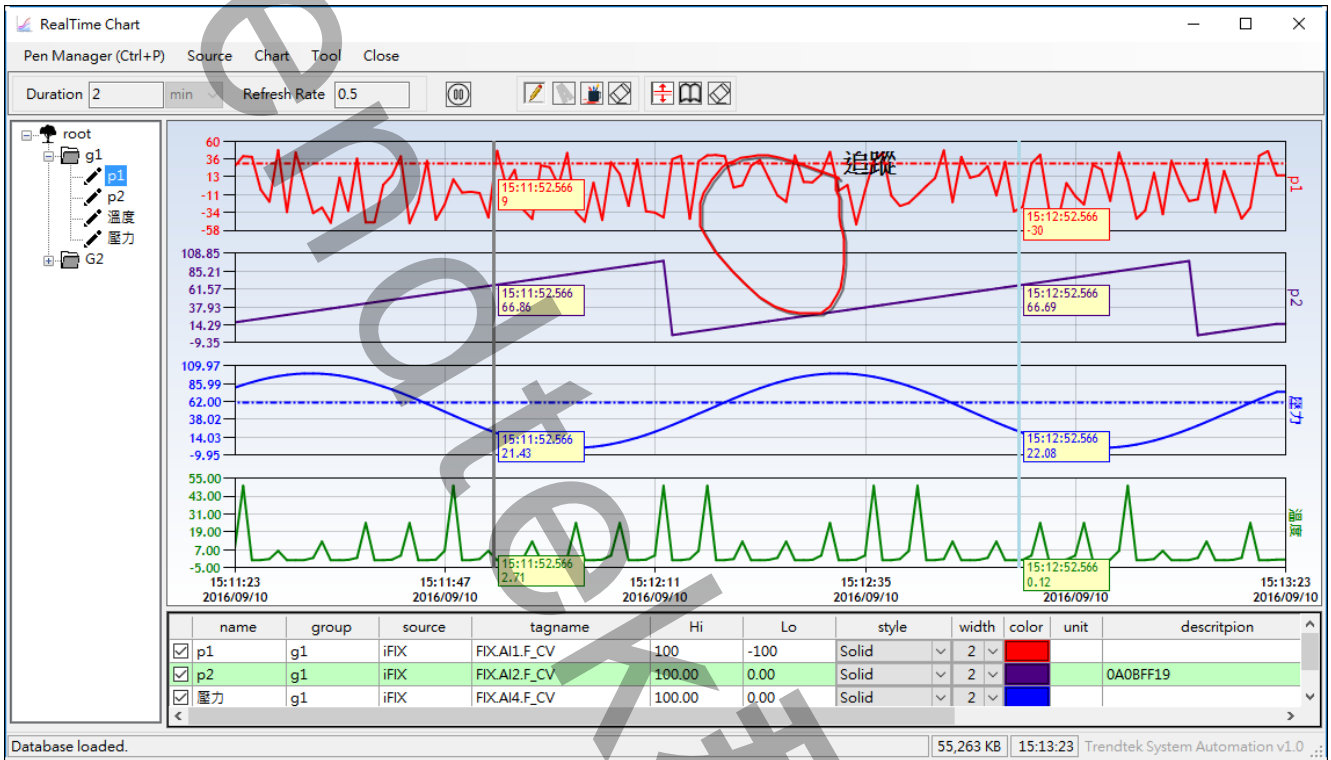 RealTime Chart
Pen Manager (Ctrl+P) Source Chart Tool Close
Duration 2 min Refresh Rate 0.5
root
g1
p1
p2
溫度
壓力
G2
60
36
13
-11
-34
-58
追蹤
15:11:52.566
9
15:12:52.566
-30
p1
108.85
85.21
61.57
37.93
14.29
-9.35
15:11:52.566
66.86
15:12:52.566
66.69
p2
109.97
85.99
62.00
38.02
14.03
-9.95
15:11:52.566
21.43
15:12:52.566
22.08
壓力
55.00
43.00
31.00
19.00
7.00
-5.00
15:11:52.566
2.71
15:12:52.566
0.12
溫度
15:11:23 15:11:47 15:12:11 15:12:35 15:13:23
2016/09/10 2016/09/10 2016/09/10 2016/09/10 2016/09/10 2016/09/10
name group source tagname Hi Lo style width color unit descritpion
p1 g1 iFIX FIX.AI1.F_CV 100 -100 Solid 2
p2 g1 iFIX FIX.AI2.F_CV 100.00 0.00 Solid 2 0A0BFF19
壓力 g1 iFIX FIX.AI4.F_CV 100.00 0.00 Solid 2
Database loaded. 55,263 KB 15:13:23 Trendtek System Automation v1.0